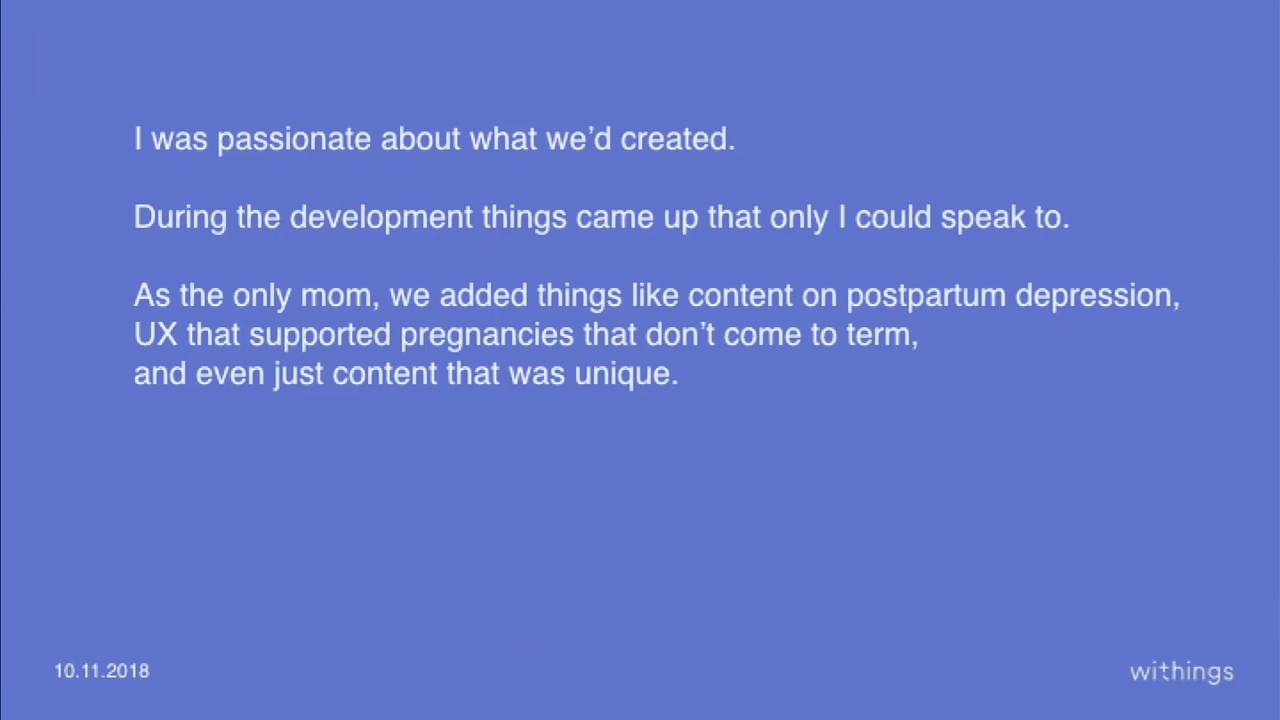 I was passionate about what we’d created.
During the development things came up that only I could speak to.
As the only mom, we added things like content on postpartum depression,
UX that supported pregnancies that don’t come to term,
and even just content that was unique.
10.11.2018
withings